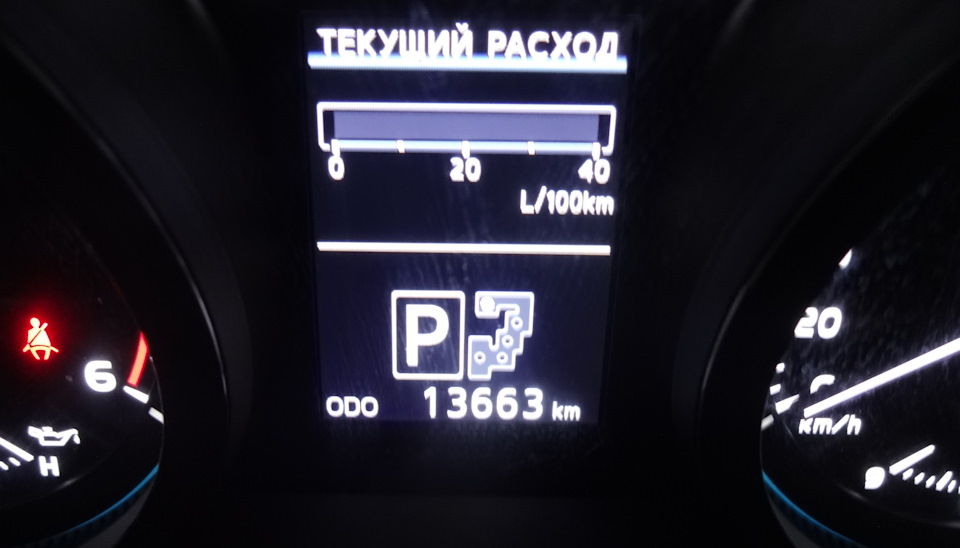 ТЕКУЩИЙ РАСХОД
0 20 40
L/100km
P
ODO 13663 km
6
H
20
km/h